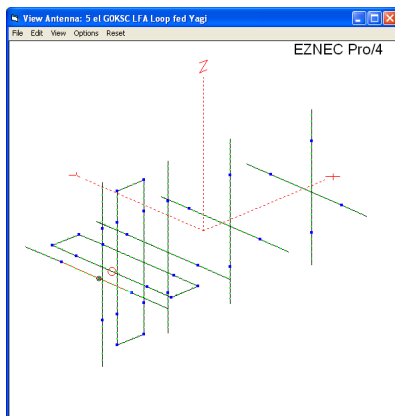 View Antenna: 5 el G0KSC LFA Loop fed Yagi
File Edit View Options Reset
EZNEC Pro/4
Z
Y
X